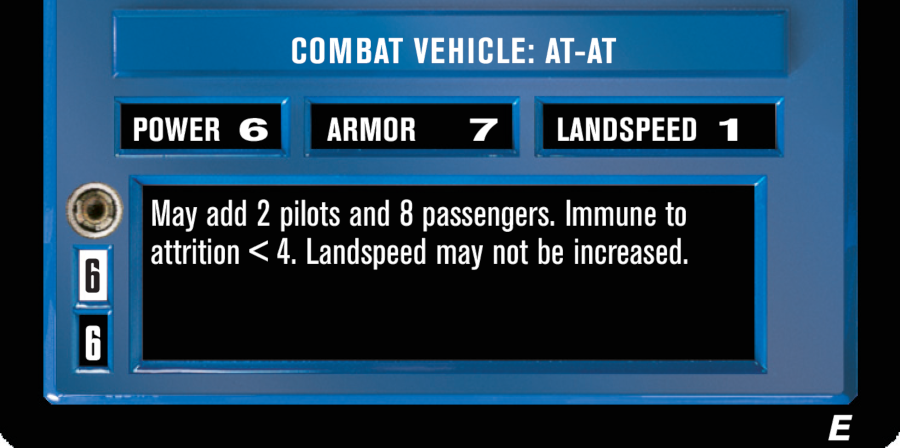 COMBAT VEHICLE: AT-AT
POWER 6 ARMOR 7 LANDSPEED 1
May add 2 pilots and 8 passengers. Immune to
attrition < 4. Landspeed may not be increased.
6
6
E